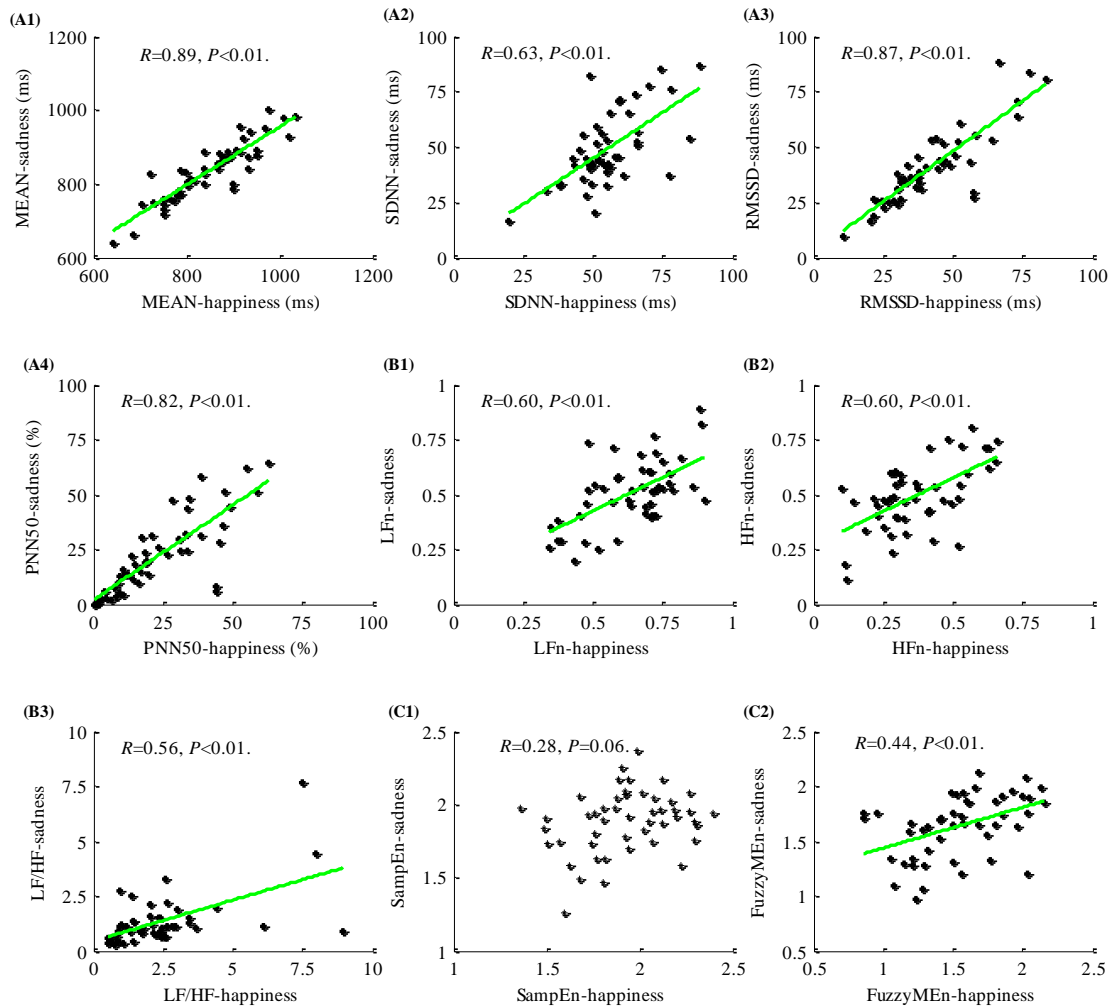 (A1)
R=0.89, P<0.01.
MEAN-sadness (ms)
1200
1000
800
600
600 800 1000 1200
MEAN-happiness (ms)
(A2)
R=0.63, P<0.01.
SDNN-sadness (ms)
100
75
50
25
0
0 25 50 75 100
SDNN-happiness (ms)
(A3)
R=0.87, P<0.01.
RMSSD-sadness (ms)
100
75
50
25
0
0 25 50 75 100
RMSSD-happiness (ms)
(A4)
R=0.82, P<0.01.
PNN50-sadness (%)
100
75
50
25
0
0 25 50 75 100
PNN50-happiness (%)
(B1)
R=0.60, P<0.01.
LFn-sadness
1
0.75
0.5
0.25
0
0 0.25 0.5 0.75 1
LFn-happiness
(B2)
R=0.60, P<0.01.
HFn-sadness
1
0.75
0.5
0.25
0
0 0.25 0.5 0.75 1
HFn-happiness
(B3)
R=0.56, P<0.01.
LF/HF-sadness
10
7.5
5
2.5
0
0 2.5 5 7.5 10
LF/HF-happiness
(C1)
R=0.28, P=0.06.
SampEn-sadness
2.5
2
1.5
1
1 1.5 2 2.5
SampEn-happiness
(C2)
R=0.44, P<0.01.
FuzzyMEn-sadness
2.5
2
1.5
1
0.5
0.5 1 1.5 2 2.5
FuzzyMEn-happiness